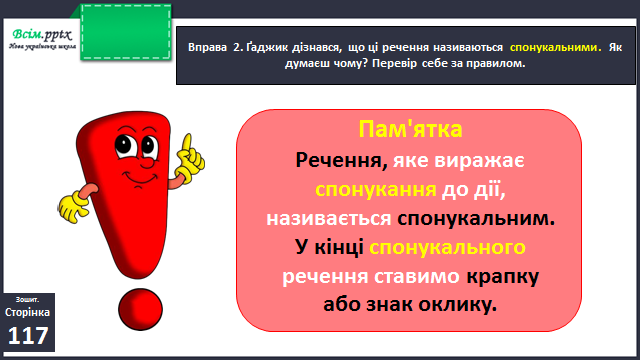 Всім.pptx
Нова українська школа
Вправа 2. Ґаджик дізнався, що ці речення називаються спонукальними. Як
думаєш чому? Перевір себе за правилом.
Пам'ятка
Речення, яке виражає
спонукання до дії,
називається спонукальним.
У кінці спонукального
речення ставимо крапку
або знак оклику.
Зошит.
Сторінка
117